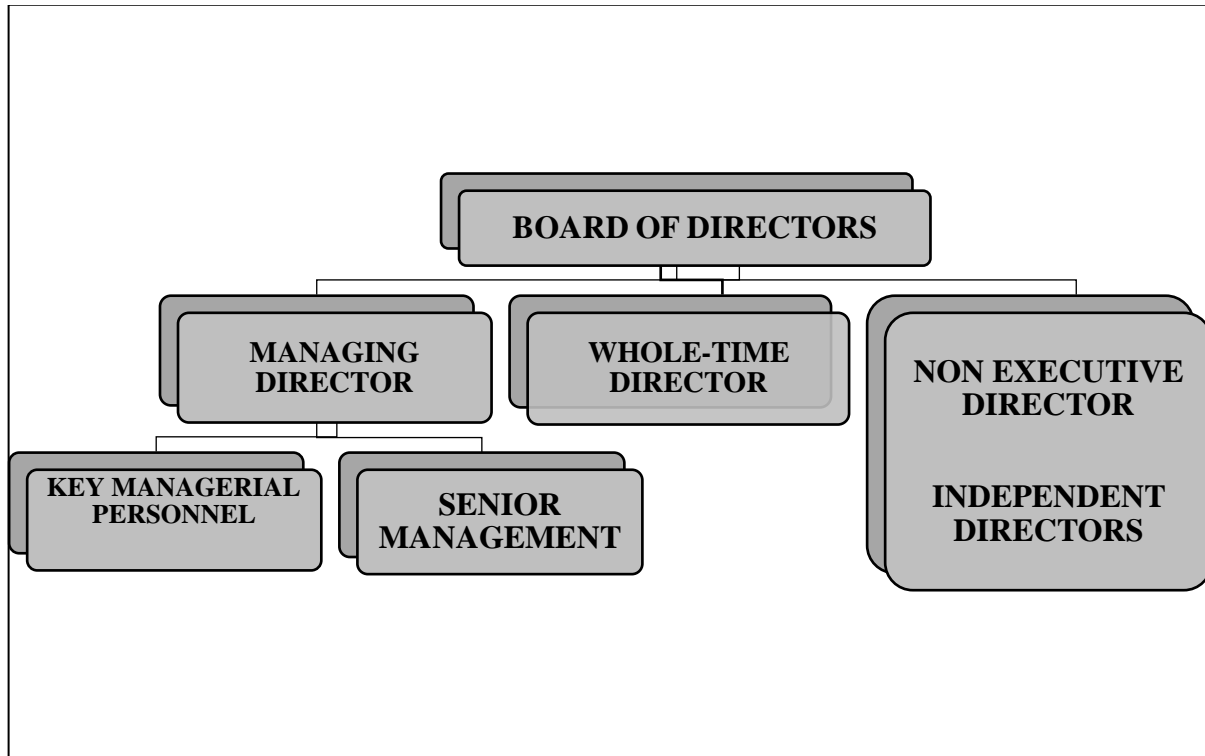 BOARD OF DIRECTORS
MANAGING
DIRECTOR
WHOLE-TIME
DIRECTOR
NON EXECUTIVE
DIRECTOR
INDEPENDENT
DIRECTORS
KEY MANAGERIAL
PERSONNEL
SENIOR
MANAGEMENT